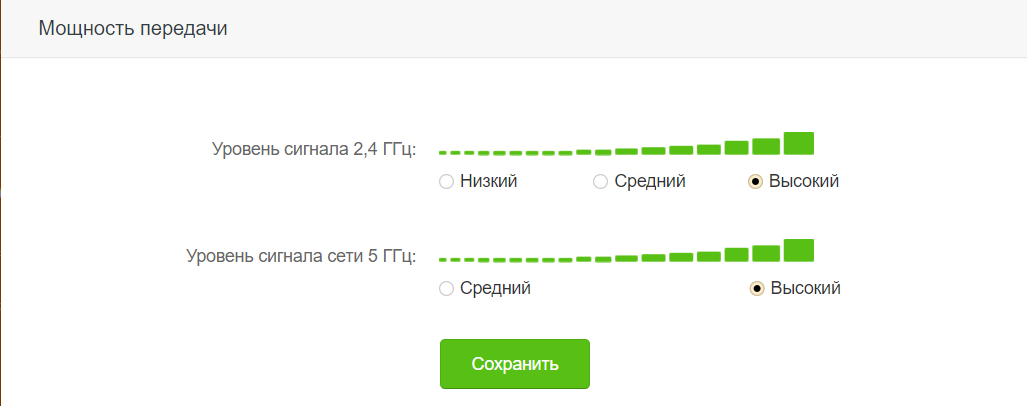 Мощность передачи
Уровень сигнала 2,4 ГГц:
Низкий Средний Высокий
Уровень сигнала сети 5 ГГц:
Средний Высокий
Сохранить